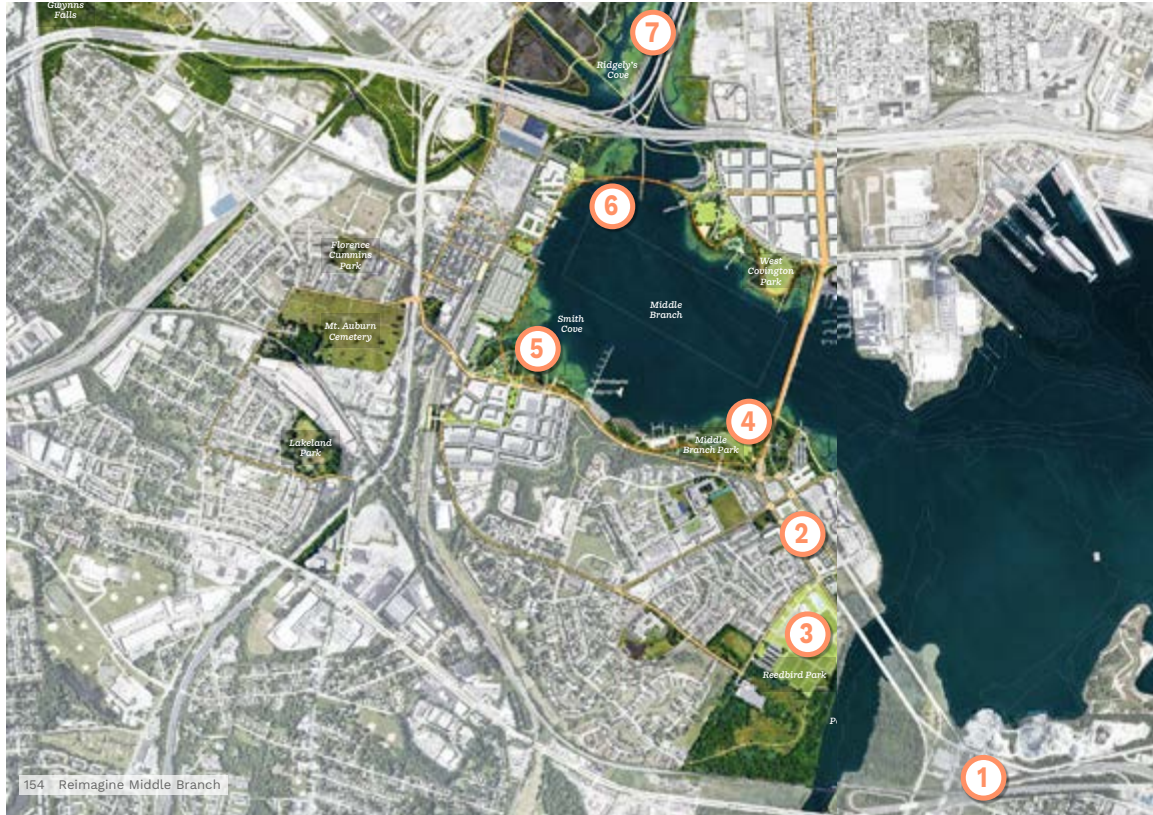 Gwynns
Falls
7
Ridgely's
Cove
6
Florence
Cummins
Park
West
Covington
Park
Middle
Branch
Mt. Auburn
Cemetery
Smith
Cove
5
4
Middle
Branch Park
Lakeland
Park
2
3
Reedbird Park
P
1
154 Reimagine Middle Branch